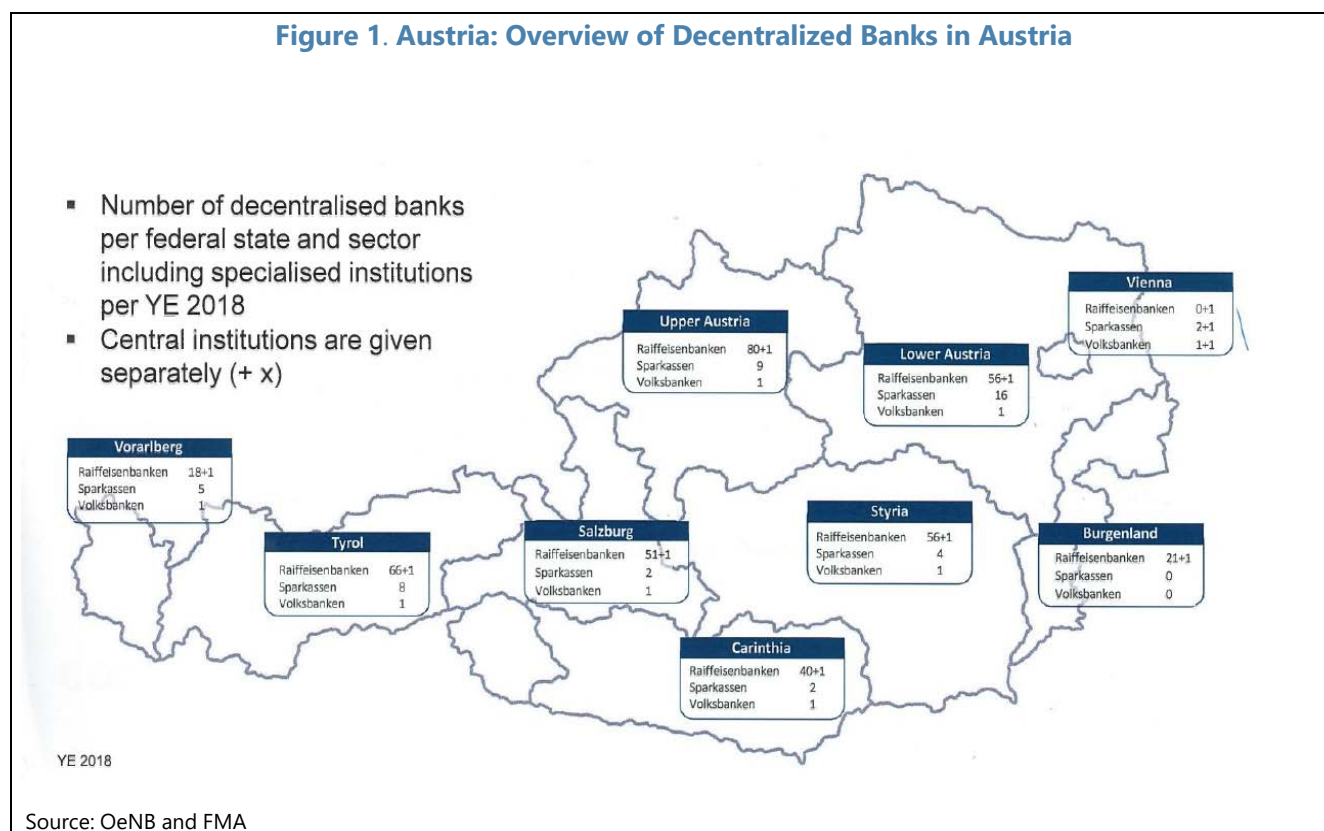 Figure 1. Austria: Overview of Decentralized Banks in Austria
▪ Number of decentralised banks
per federal state and sector
including specialised institutions
per YE 2018
▪ Central institutions are given
separately (+ x)
Vienna
Raiffeisenbanken 0+1
Sparkassen 2+1
Volksbanken 1+1
Upper Austria
Raiffeisenbanken 80+1
Sparkassen 9
Volksbanken 1
Lower Austria
Raiffeisenbanken 56+1
Sparkassen 16
Volksbanken 1
Vorarlberg
Raiffeisenbanken 18+1
Sparkassen 5
Volksbanken 1
Tyrol
Raiffeisenbanken 66+1
Sparkassen 8
Volksbanken 1
Salzburg
Raiffeisenbanken 51+1
Sparkassen 2
Volksbanken 1
Styria
Raiffeisenbanken 56+1
Sparkassen 4
Volksbanken 1
Burgenland
Raiffeisenbanken 21+1
Sparkassen 0
Volksbanken 0
Carinthia
Raiffeisenbanken 40+1
Sparkassen 2
Volksbanken 1
YE 2018
Source: OeNB and FMA